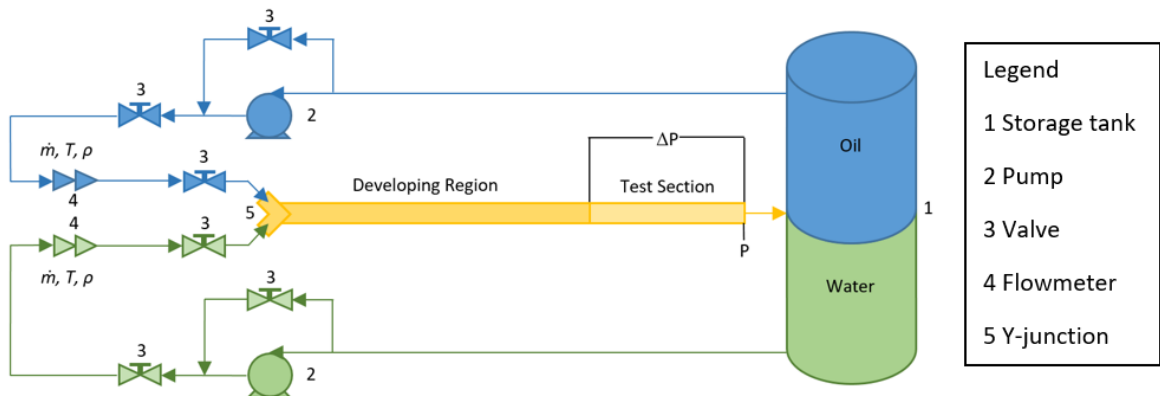 3
3
2
ΔP
Oil
ṁ, T, ρ
3
4
Developing Region
Test Section
5
1
4
3
P
ṁ, T, ρ
3
Water
3
2
Legend
1 Storage tank
2 Pump
3 Valve
4 Flowmeter
5 Y-junction